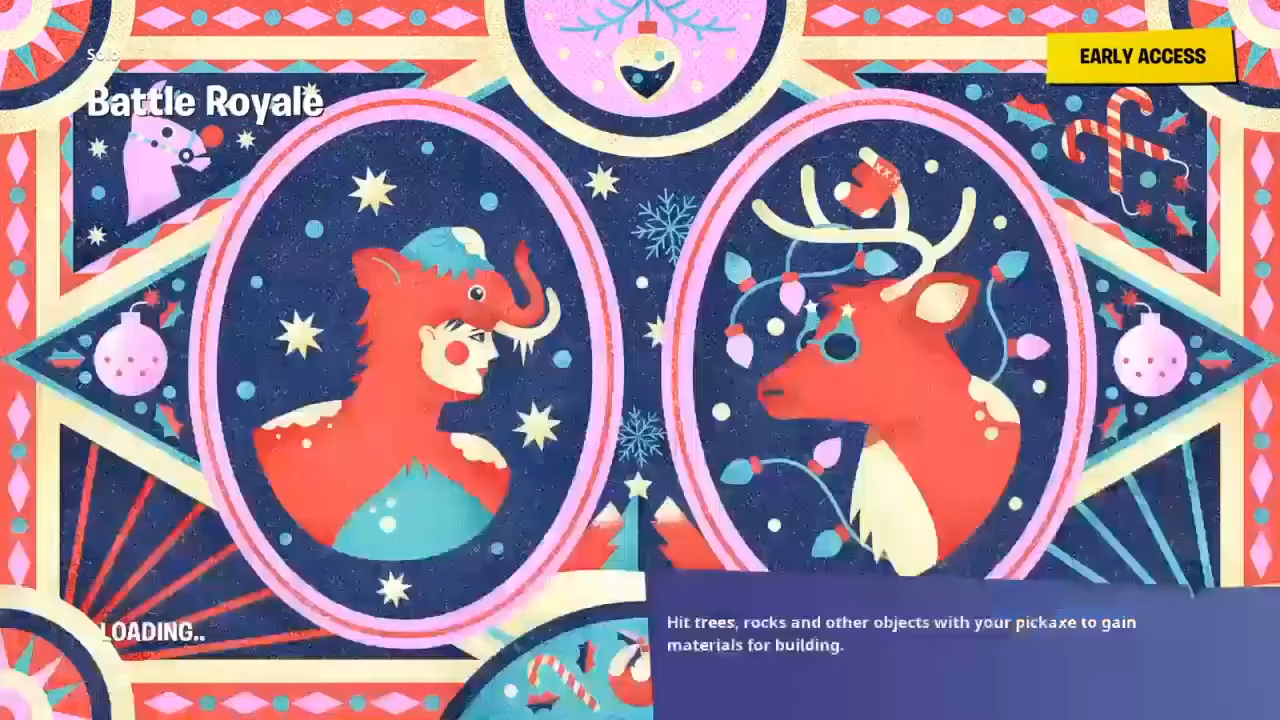 Solo
EARLY ACCESS
Battle Royale
LOADING..
Hit trees, rocks and other objects with your pickaxe to gain
materials for building.